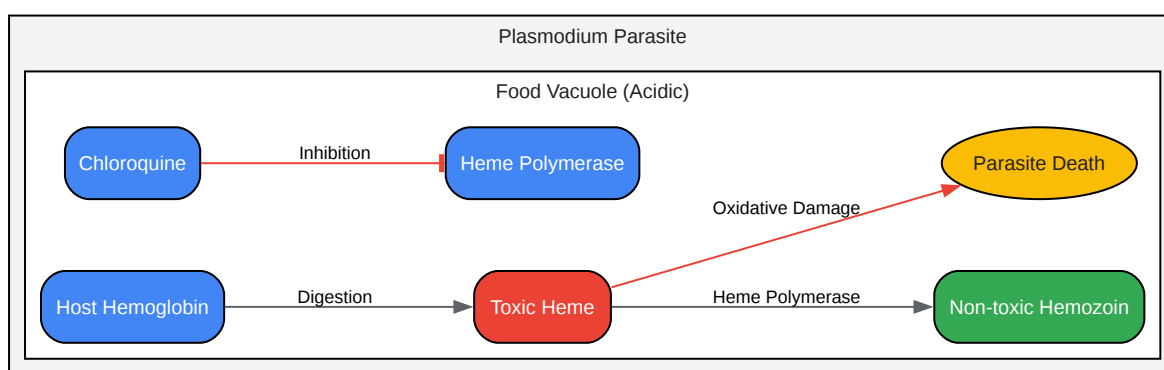 Plasmodium Parasite
Food Vacuole (Acidic)
Chloroquine
Inhibition
Heme Polymerase
Parasite Death
Oxidative Damage
Host Hemoglobin
Digestion
Toxic Heme
Heme Polymerase
Non-toxic Hemozoin